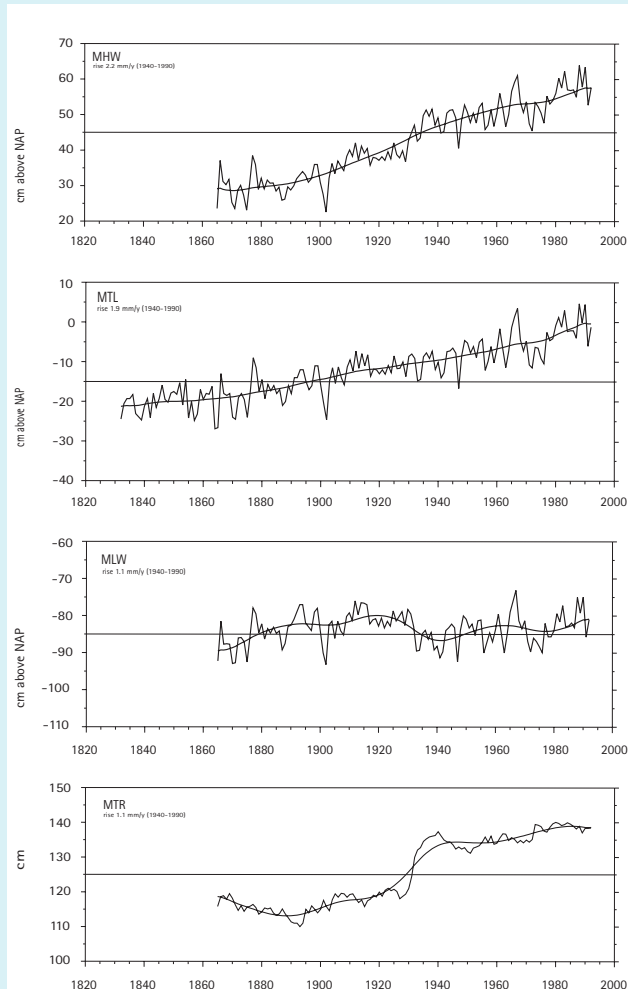 MHW
rise 2.2 mm/y (1940–1990)
cm above NAP
70
60
50
40
30
20
1820 1840 1860 1880 1900 1920 1940 1960 1980 2000
MTL
rise 1.9 mm/y (1940–1990)
cm above NAP
10
0
−10
−20
−30
−40
1820 1840 1860 1880 1900 1920 1940 1960 1980 2000
MLW
rise 1.1 mm/y (1940–1990)
cm above NAP
-60
-70
-80
-90
-100
-110
1820 1840 1860 1880 1900 1920 1940 1960 1980 2000
MTR
rise 1.1 mm/y (1940–1990)
cm
150
140
130
120
110
100
1820 1840 1860 1880 1900 1920 1940 1960 1980 2000